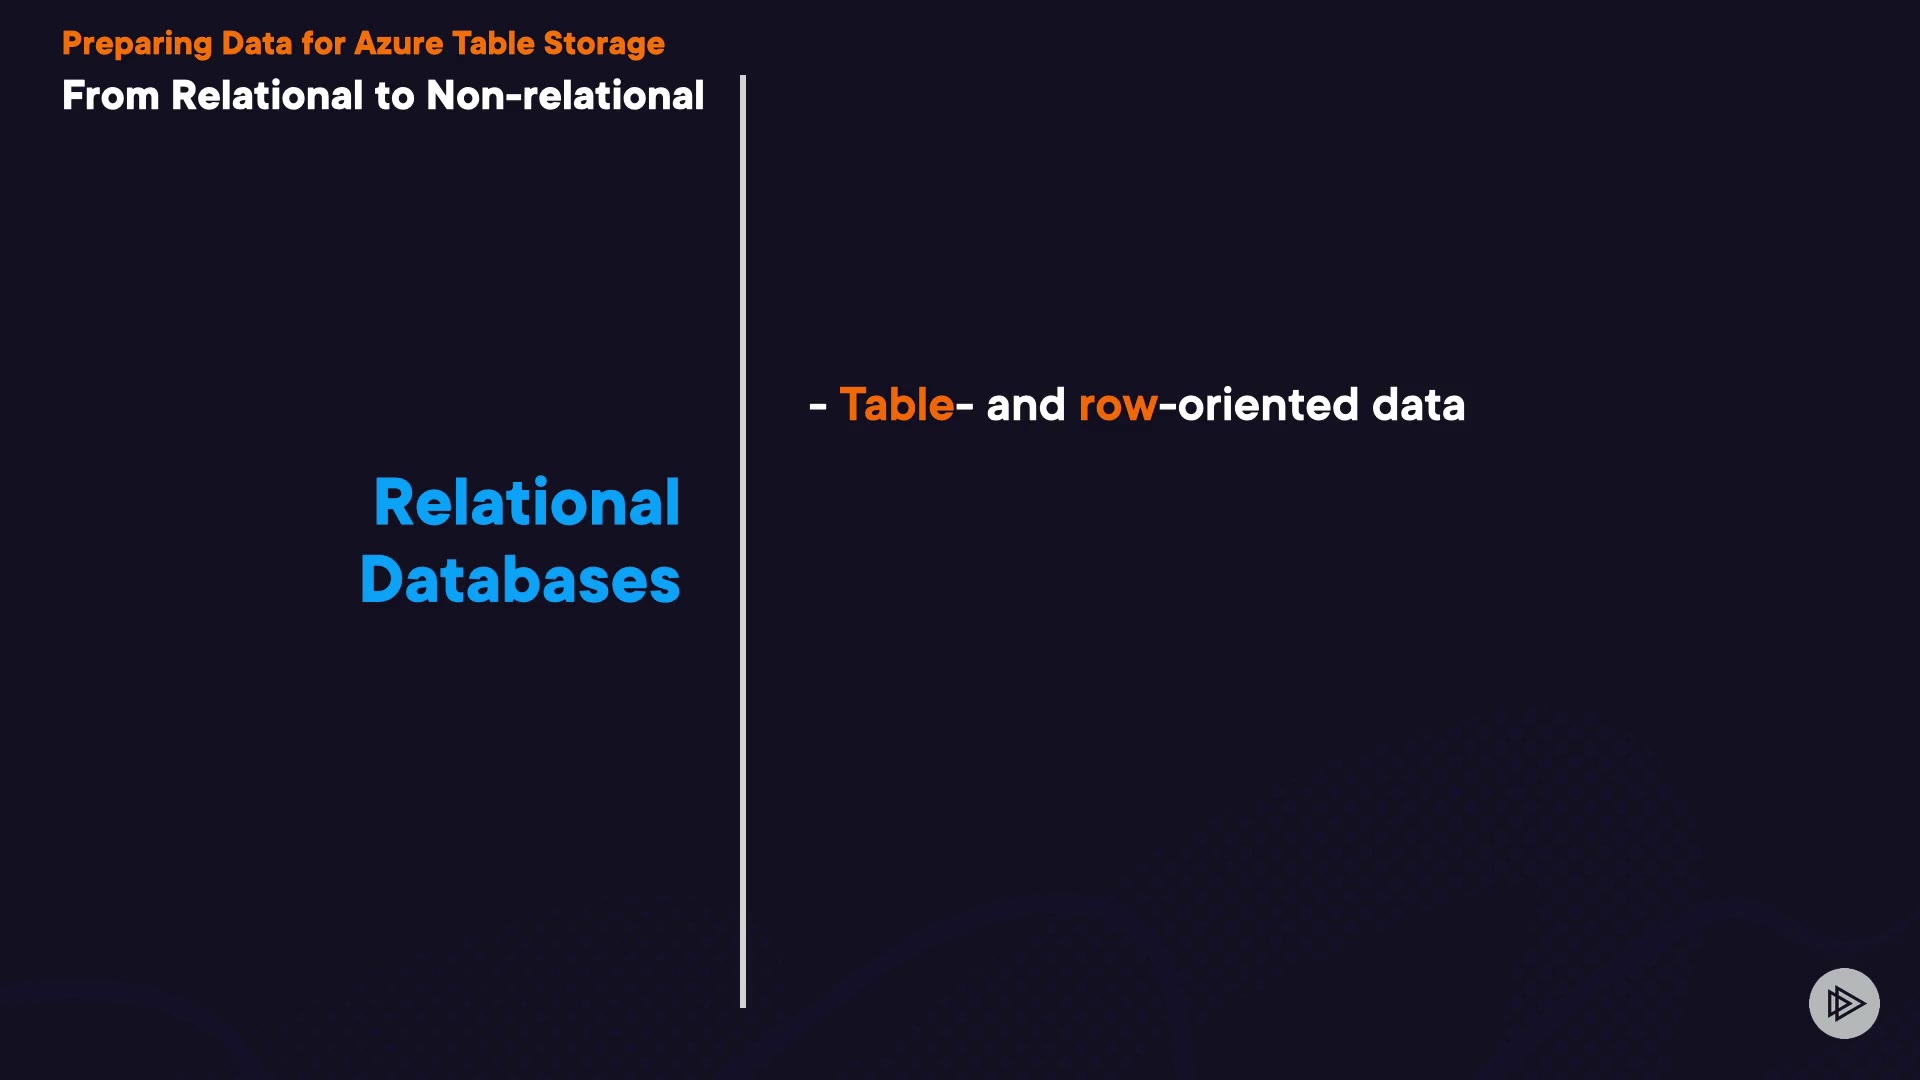 Preparing Data for Azure Table Storage
From Relational to Non-relational
Relational
Databases
- Table- and row-oriented data